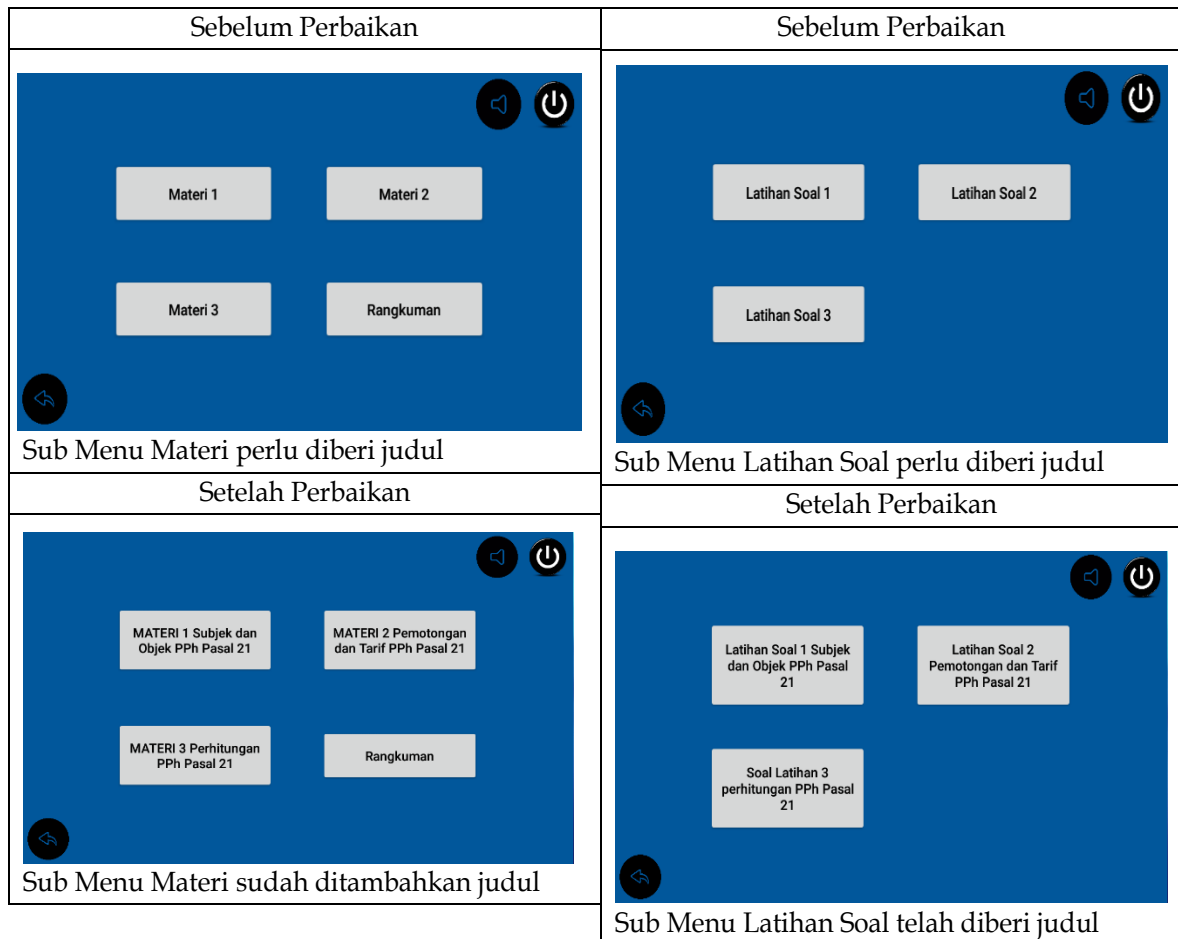 Sebelum Perbaikan
Materi 1
Materi 2
Materi 3
Rangkuman
Sub Menu Materi perlu diberi judul
Setelah Perbaikan
MATERI 1 Subjek dan
Objek PPh Pasal 21
MATERI 2 Pemotongan
dan Tarif PPh Pasal 21
MATERI 3 Perhitungan
PPh Pasal 21
Rangkuman
Sub Menu Materi sudah ditambahkan judul
Sebelum Perbaikan
Latihan Soal 1
Latihan Soal 2
Latihan Soal 3
Sub Menu Latihan Soal perlu diberi judul
Setelah Perbaikan
Latihan Soal 1 Subjek
dan Objek PPh Pasal
21
Latihan Soal 2
Pemotongan dan Tarif
PPh Pasal 21
Soal Latihan 3
perhitungan PPh Pasal
21
Sub Menu Latihan Soal telah diberi judul